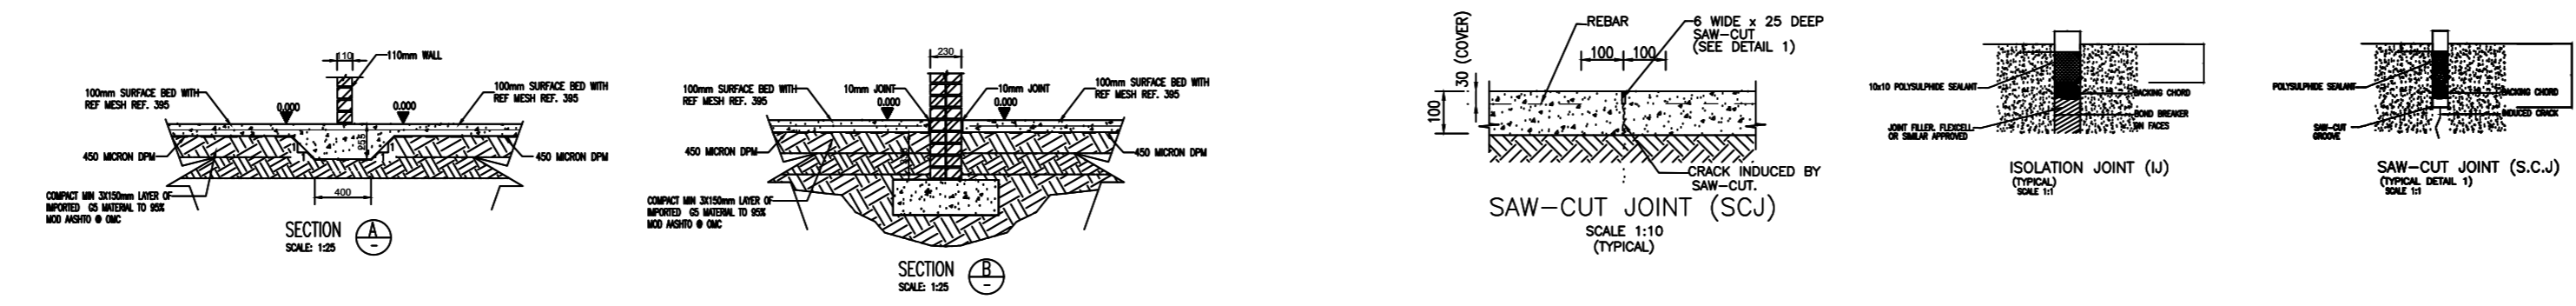 110
110mm WALL
100mm SURFACE BED WITH
REF MESH REF. 395
0.000
0.000
100mm SURFACE BED WITH
REF MESH REF. 395
255
1
1
1
1
450 MICRON DPM
450 MICRON DPM
COMPACT MIN 3X150mm LAYER OF
IMPORTED G5 MATERIAL TO 95%
MOD AASHTO @ OMC
400
SECTION A
-
SCALE: 1:25
230
100mm SURFACE BED WITH
REF MESH REF. 395
10mm JOINT
0.000
10mm JOINT
0.000
100mm SURFACE BED WITH
REF MESH REF. 395
450 MICRON DPM
450 MICRON DPM
COMPACT MIN 3X150mm LAYER OF
IMPORTED G5 MATERIAL TO 95%
MOD AASHTO @ OMC
SECTION B
-
SCALE: 1:25
30 (COVER)
REBAR
6 WIDE x 25 DEEP
SAW-CUT
(SEE DETAIL 1)
100 100
100
CRACK INDUCED BY
SAW-CUT.
SAW-CUT JOINT (SCJ)
SCALE 1:10
(TYPICAL)
10x10 POLYSULPHIDE SEALANT
BACKING CHORD
BOND BREAKER
ON FACES
JOINT FILLER. FLEXCELL
OR SIMILAR APPROVED
ISOLATION JOINT (IJ)
(TYPICAL)
SCALE 1:1
POLYSULPHIDE SEALANT
BACKING CHORD
INDUCED CRACK
SAW-CUT
GROOVE
SAW-CUT JOINT (S.C.J)
(TYPICAL DETAIL 1)
SCALE 1:1